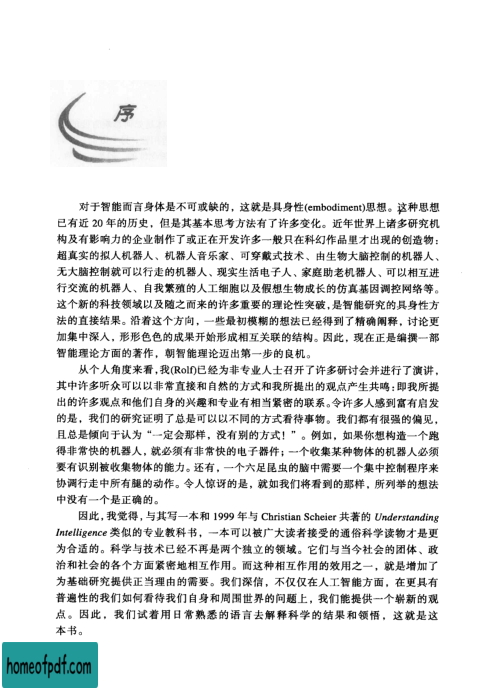 序
对于智能而言身体是不可或缺的，这就是具身性(embodiment)思想。这种思想
已有近 20 年的历史，但是其基本思考方法有了许多变化。近年世界上诸多研究机
构及有影响力的企业制作了或正在开发许多一般只在科幻作品里才出现的创造物：
超真实的拟人机器人、机器人音乐家、可穿戴式技术、由生物大脑控制的机器人、
无大脑控制就可以行走的机器人、现实生活电子人、家庭助老机器人、可以相互进
行交流的机器人、自我繁殖的人工细胞以及假想生物成长的仿真基因调控网络等。
这个新的科技领域以及随之而来的许多重要的理论性突破，是智能研究的具身性方
法的直接结果。沿着这个方向，一些最初模糊的想法已经得到了精确阐释，讨论更
加集中深入，形形色色的成果开始形成相互关联的结构。因此，现在正是编撰一部
智能理论方面的著作，朝智能理论迈出第一步的良机。
从个人角度来看，我(Rolf)已经为非专业人士召开了许多研讨会并进行了演讲，
其中许多听众可以以非常直接和自然的方式和我所提出的观点产生共鸣：即我所提
出的许多观点和他们自身的兴趣和专业有相当紧密的联系。令许多人感到富有启发
的是，我们的研究证明了总是可以以不同的方式看待事物。我们都有很强的偏见，
且总是倾向于认为“一定会那样，没有别的方式！”。例如，如果你想构造一个跑
得非常快的机器人，就必须有非常快的电子器件；一个收集某种物体的机器人必须
要有识别被收集物体的能力。还有，一个六足昆虫的脑中需要一个集中控制程序来
协调行走中所有腿的动作。令人惊讶的是，就如我们将看到的那样，所列举的想法
中没有一个是正确的。
因此，我觉得，与其写一本和 1999 年与 Christian Scheier 共著的 Understanding
Intelligence 类似的专业教科书，一本可以被广大读者接受的通俗科学读物才是更
为合适的。科学与技术已经不再是两个独立的领域。它们与当今社会的团体、政
治和社会的各个方面紧密地相互作用。而这种相互作用的效用之一，就是增加了
为基础研究提供正当理由的需要。我们深信，不仅仅在人工智能方面，在更具有
普遍性的我们如何看待我们自身和周围世界的问题上，我们能提供一个崭新的观
点。因此，我们试着用日常熟悉的语言去解释科学的结果和领悟，这就是这
本书。
homeofpdf.com